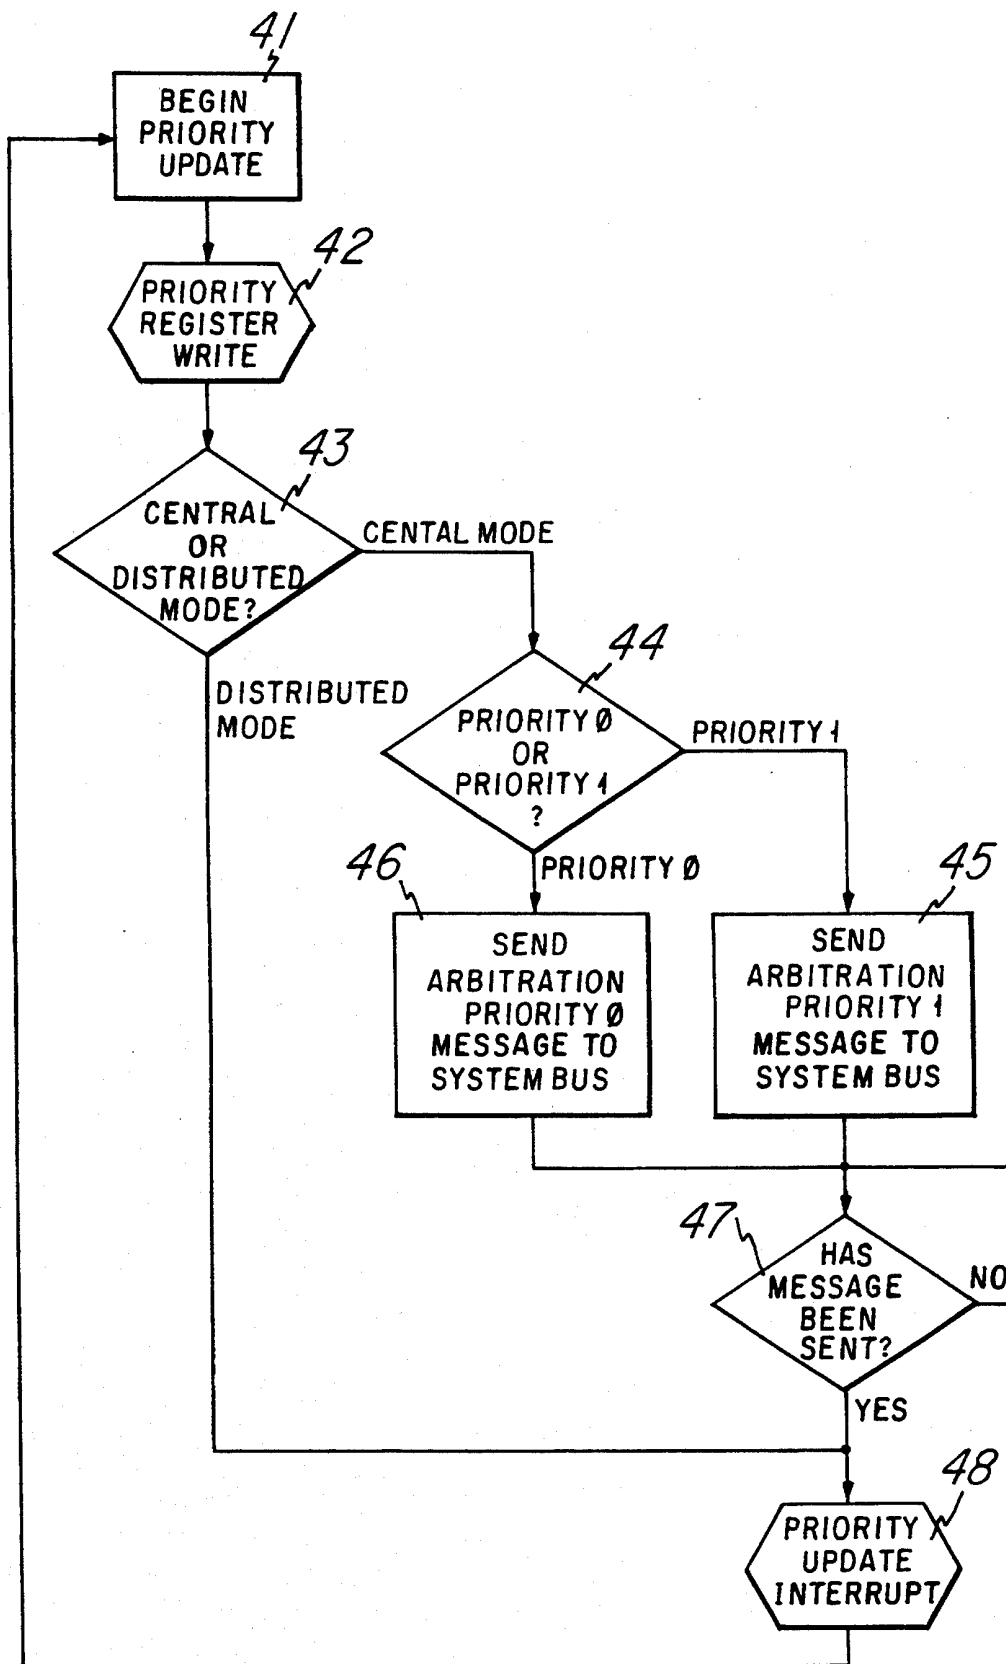 41
BEGIN
PRIORITY
UPDATE
42
PRIORITY
REGISTER
WRITE
43
CENTRAL
OR
DISTRIBUTED
MODE?
CENTAL MODE
DISTRIBUTED
MODE
44
PRIORITY Ø
OR
PRIORITY 1
?
PRIORITY 1
PRIORITY Ø
46
SEND
ARBITRATION
PRIORITY Ø
MESSAGE TO
SYSTEM BUS
45
SEND
ARBITRATION
PRIORITY 1
MESSAGE TO
SYSTEM BUS
47
HAS
MESSAGE
BEEN
SENT?
NO
YES
48
PRIORITY
UPDATE
INTERRUPT